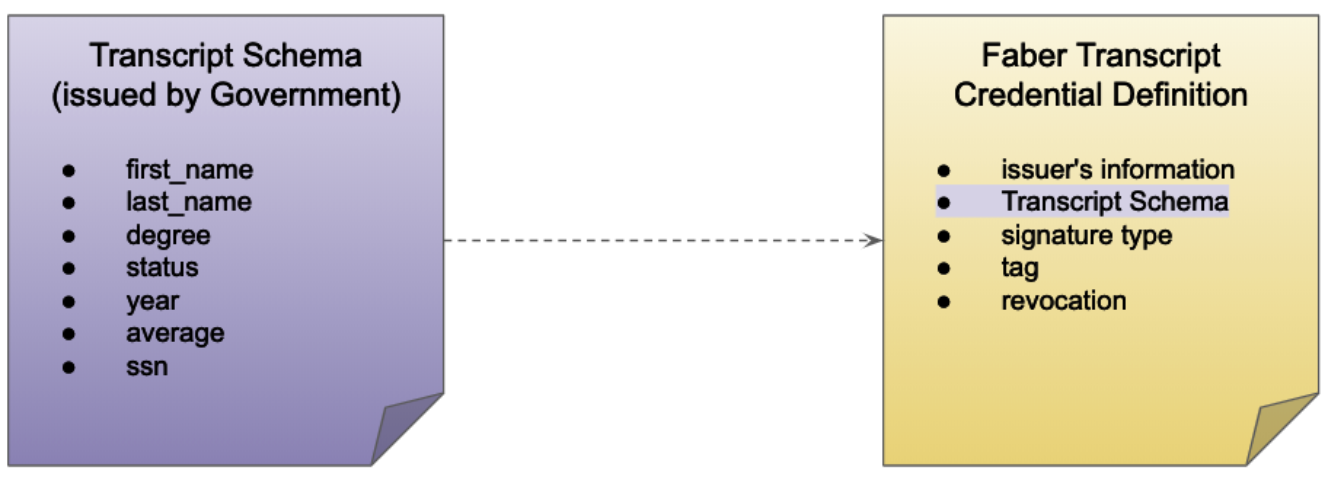 Transcript Schema
(issued by Government)
● first_name
● last_name
● degree
● status
● year
● average
● ssn
Faber Transcript
Credential Definition
● issuer's information
● Transcript Schema
● signature type
● tag
● revocation